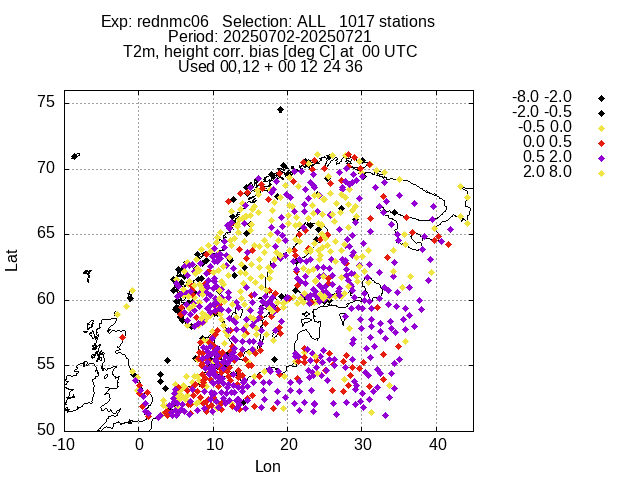 Exp: rednmc06   Selection: ALL   1017 stations
Period: 20250702-20250721
T2m, height corr. bias [deg C] at  00 UTC
Used 00,12 + 00 12 24 36
-8.0 -2.0
-2.0 -0.5
-0.5 0.0
0.0 0.5
0.5 2.0
2.0 8.0
75
70
65
60
55
50
Lat
-10 0 10 20 30 40
Lon